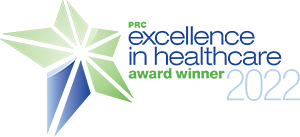 PRC
excellence
in healthcare
award winner 2022